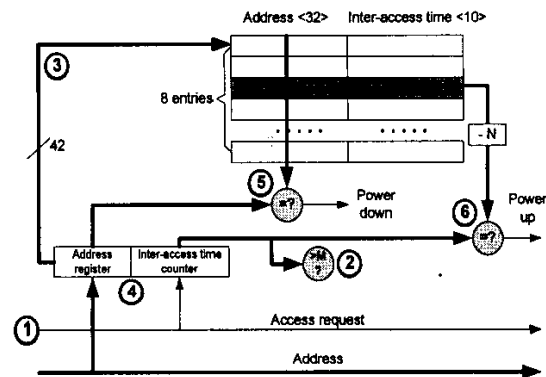 Address <32> Inter-access time <10>
3
8 entries
42
- N
5
=?
Power
down
6
=?
Power
up
Address
register
Inter-access time
counter
>M
?
2
4
1
Access request
Address